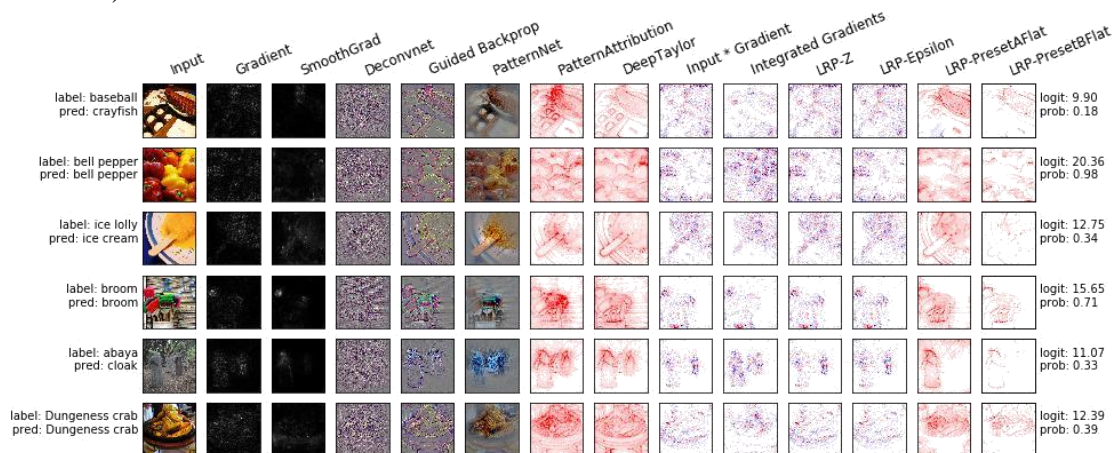 Input
Gradient
SmoothGrad
Deconvnet
Guided Backprop
PatternNet
PatternAttribution
DeepTaylor
Input * Gradient
Integrated Gradients
LRP-Z
LRP-Epsilon
LRP-PresetAFlat
LRP-PresetBFlat
label: baseball
pred: crayfish
logit: 9.90
prob: 0.18
label: bell pepper
pred: bell pepper
logit: 20.36
prob: 0.98
label: ice lolly
pred: ice cream
logit: 12.75
prob: 0.34
label: broom
pred: broom
logit: 15.65
prob: 0.71
label: abaya
pred: cloak
logit: 11.07
prob: 0.33
label: Dungeness crab
pred: Dungeness crab
logit: 12.39
prob: 0.39